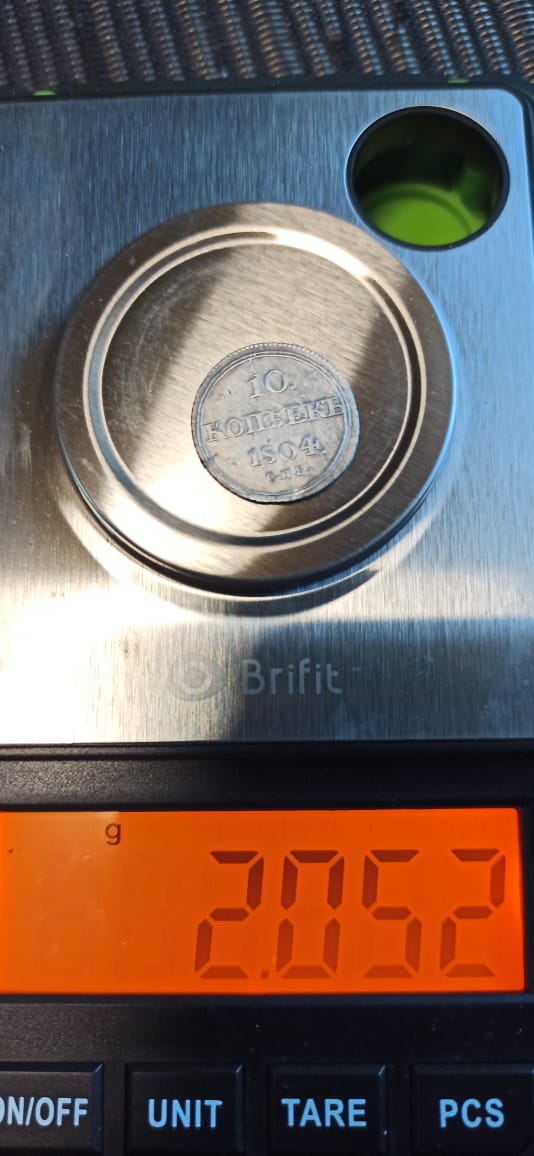 10.
КОПѢЕКЪ
1804.
С.П.Б.
Brifit
g
2.052
ON/OFF
UNIT
TARE
PCS